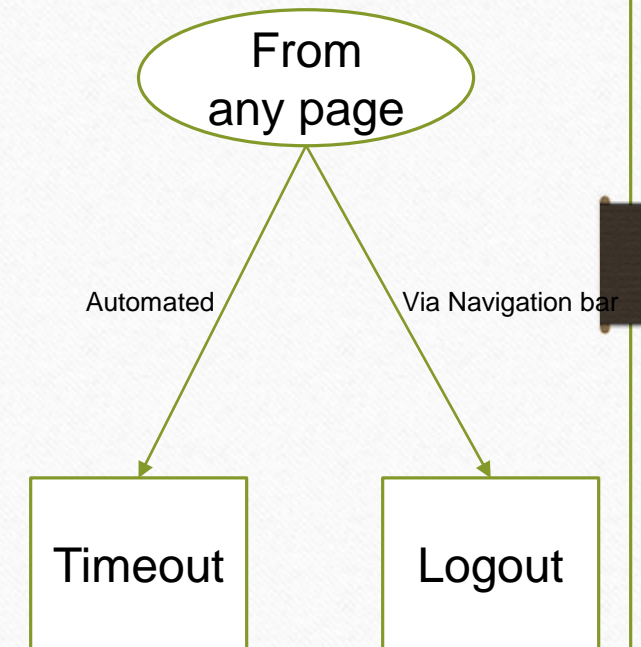 From
any page
Automated
Via Navigation bar
Timeout
Logout